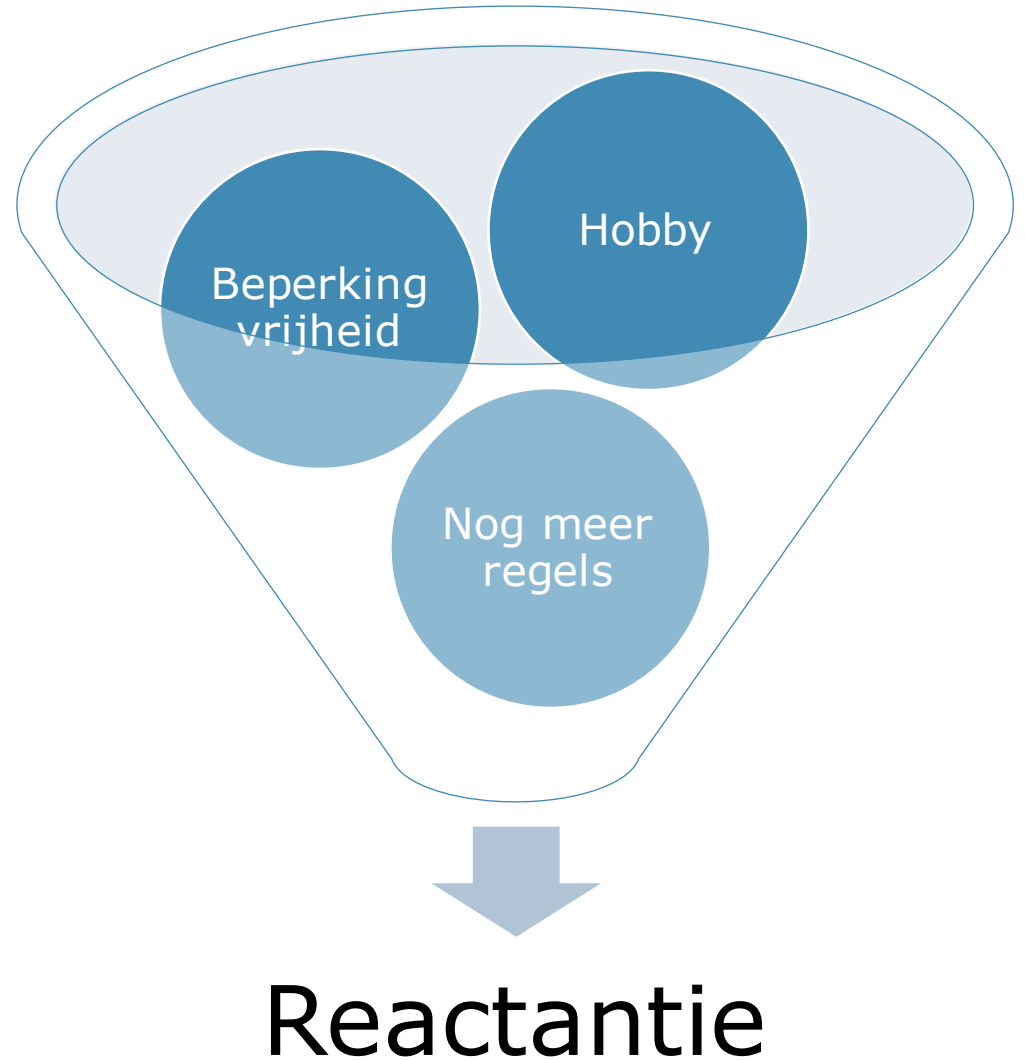 Hobby
Beperking
vrijheid
Nog meer
regels
Reactantie